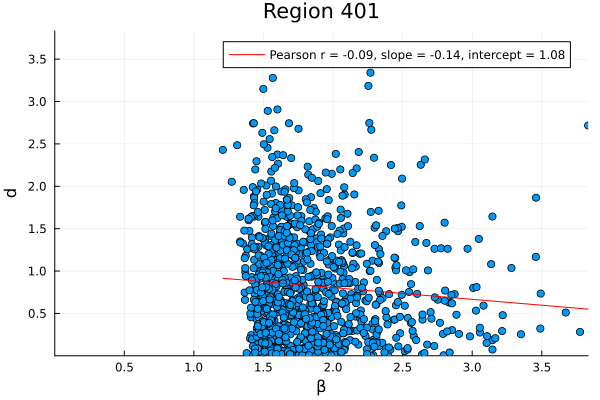 Region 401
Pearson r = -0.09, slope = -0.14, intercept = 1.08
d
3.5
3.0
2.5
2.0
1.5
1.0
0.5
0.5 1.0 1.5 2.0 2.5 3.0 3.5
β